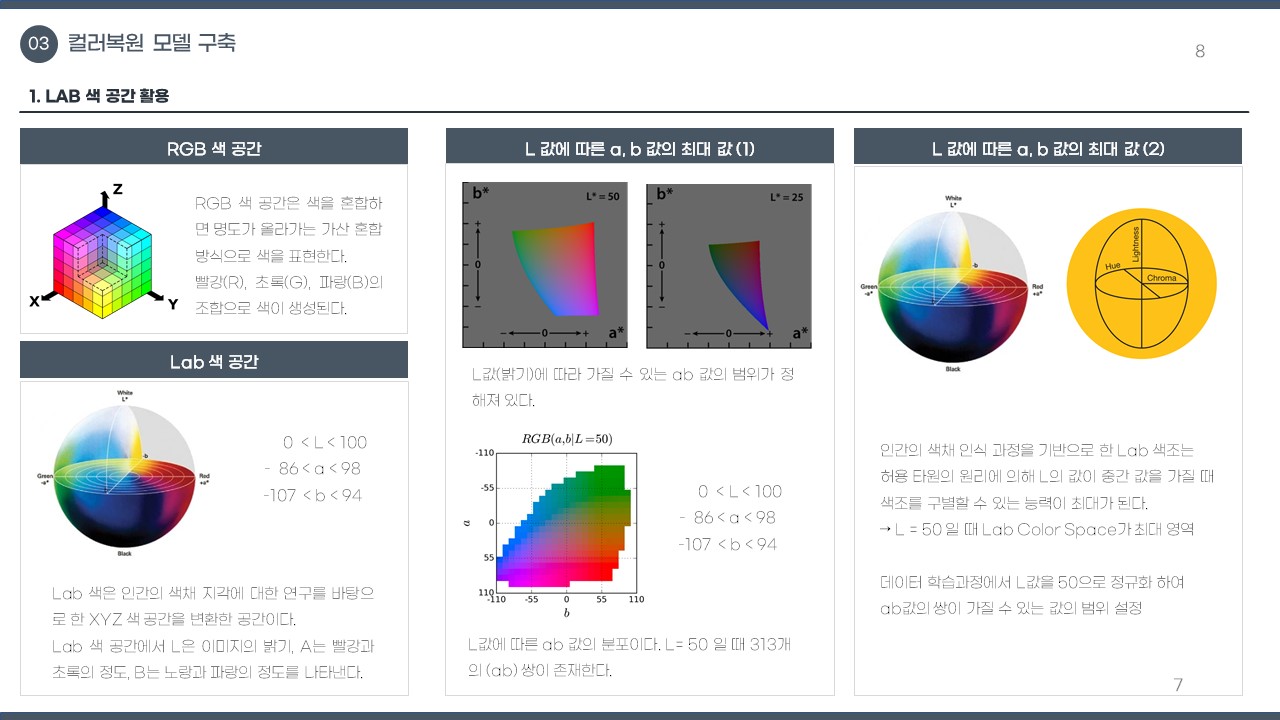 03 컬러복원 모델 구축
8
1. LAB 색 공간 활용
RGB 색 공간
Z
X
Y
RGB 색 공간은 색을 혼합하
면 명도가 올라가는 가산 혼합
방식으로 색을 표현한다.
빨강(R), 초록(G), 파랑(B)의
조합으로 색이 생성된다.
Lab 색 공간
White
L*
-b
Green
-a*
Red
+a*
Black
0 < L < 100
- 86 < a < 98
-107 < b < 94
Lab 색은 인간의 색채 지각에 대한 연구를 바탕으
로 한 XYZ 색 공간을 변환한 공간이다.
Lab 색 공간에서 L은 이미지의 밝기, A는 빨강과
초록의 정도, B는 노랑과 파랑의 정도를 나타낸다.
L 값에 따른 a, b 값의 최대 값 (1)
b*
L* = 50
+
0
−
− 0 +
a*
b*
L* = 25
+
0
−
− 0 +
a*
L값(밝기)에 따라 가질 수 있는 ab 값의 범위가 정
해져 있다.
RGB(a,b|L=50)
-110
-55
0
55
110
a
-110 -55 0 55 110
b
0 < L < 100
- 86 < a < 98
-107 < b < 94
L값에 따른 ab 값의 분포이다. L= 50 일 때 313개
의 (ab) 쌍이 존재한다.
L 값에 따른 a, b 값의 최대 값 (2)
White
L*
-b
Green
-a*
Red
+a*
Black
Lightness
Hue
Chroma
인간의 색채 인식 과정을 기반으로 한 Lab 색조는
허용 타원의 원리에 의해 L의 값이 중간 값을 가질 때
색조를 구별할 수 있는 능력이 최대가 된다.
→ L = 50 일 때 Lab Color Space가 최대 영역
데이터 학습과정에서 L값을 50으로 정규화 하여
ab값의 쌍이 가질 수 있는 값의 범위 설정
7